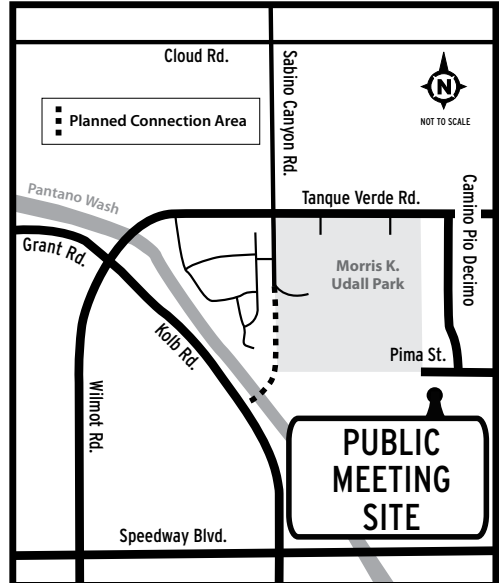 Cloud Rd.
Sabino Canyon Rd.
N
NOT TO SCALE
Planned Connection Area
Pantano Wash
Tanque Verde Rd.
Camino Pio Decimo
Grant Rd.
Morris K.
Udall Park
Kolb Rd.
Pima St.
Wilmot Rd.
PUBLIC
MEETING
SITE
Speedway Blvd.